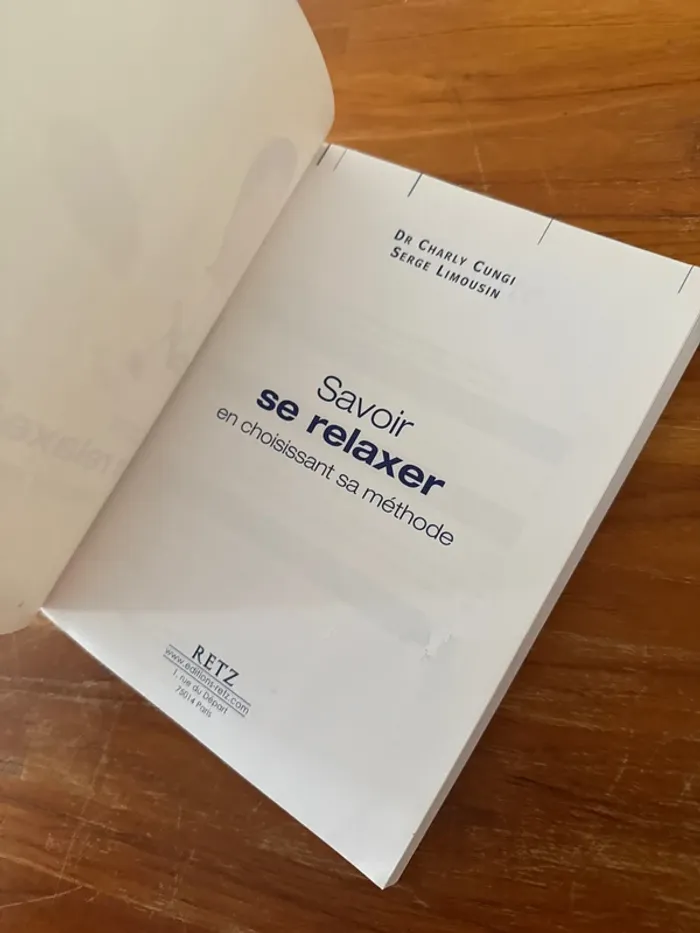 Dr Charly Cungi
Serge Limousin
Savoir
se relaxer
en choisissant sa méthode
RETZ
www.editions-retz.com
1, rue du Départ
75014 Paris